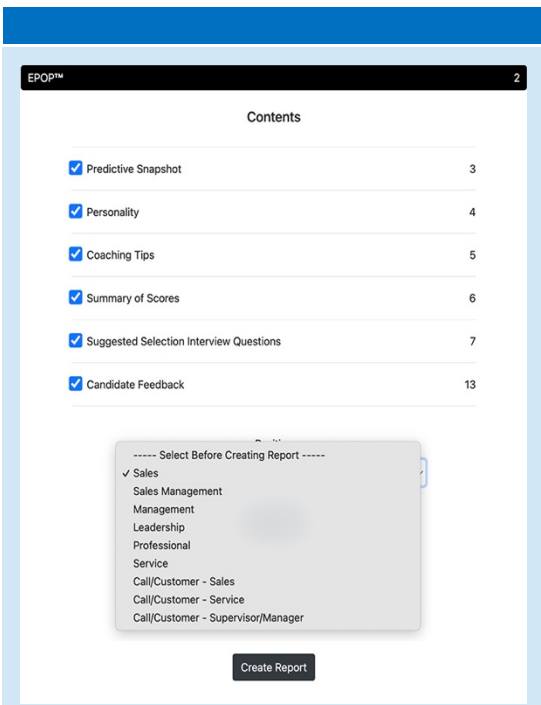 EPOP™ 2
Contents
Predictive Snapshot 3
Personality 4
Coaching Tips 5
Summary of Scores 6
Suggested Selection Interview Questions 7
Candidate Feedback 13
----- Select Before Creating Report -----
✓ Sales
Sales Management
Management
Leadership
Professional
Service
Call/Customer - Sales
Call/Customer - Service
Call/Customer - Supervisor/Manager
Create Report